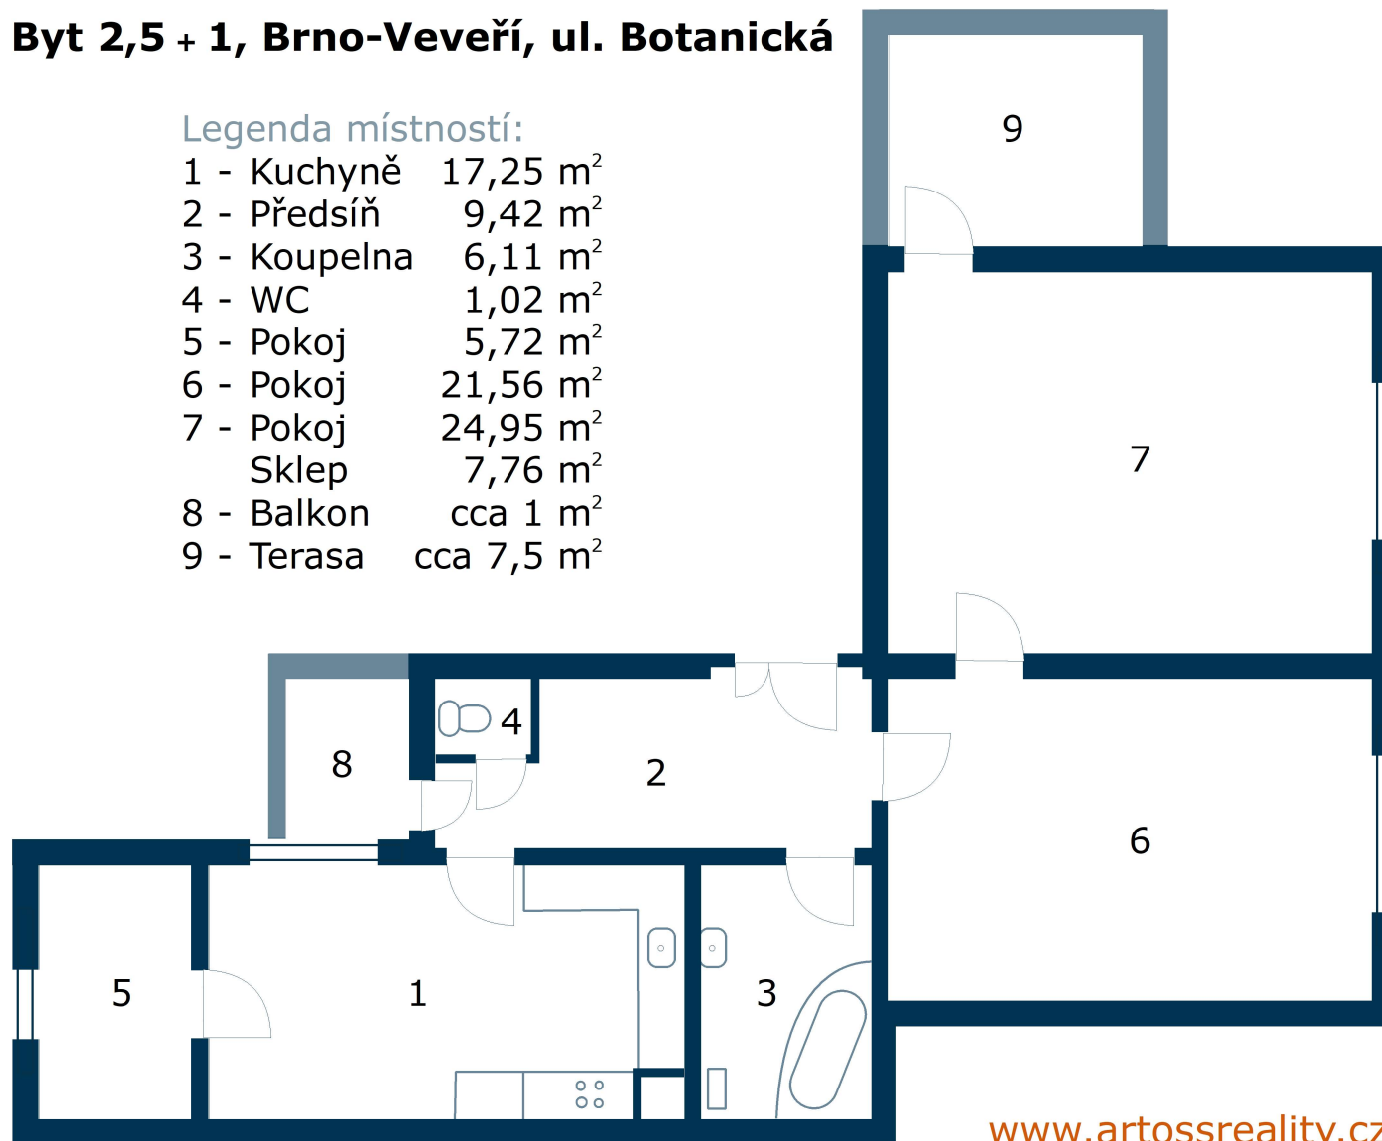 Byt 2,5 + 1, Brno-Veveří, ul. Botanická
Legenda místností:
1 - Kuchyně 17,25 m²
2 - Předsíň 9,42 m²
3 - Koupelna 6,11 m²
4 - WC 1,02 m²
5 - Pokoj 5,72 m²
6 - Pokoj 21,56 m²
7 - Pokoj 24,95 m²
Sklep 7,76 m²
8 - Balkon cca 1 m²
9 - Terasa cca 7,5 m²
9
7
4
8
2
6
5
1
3
www.artossreality.cz